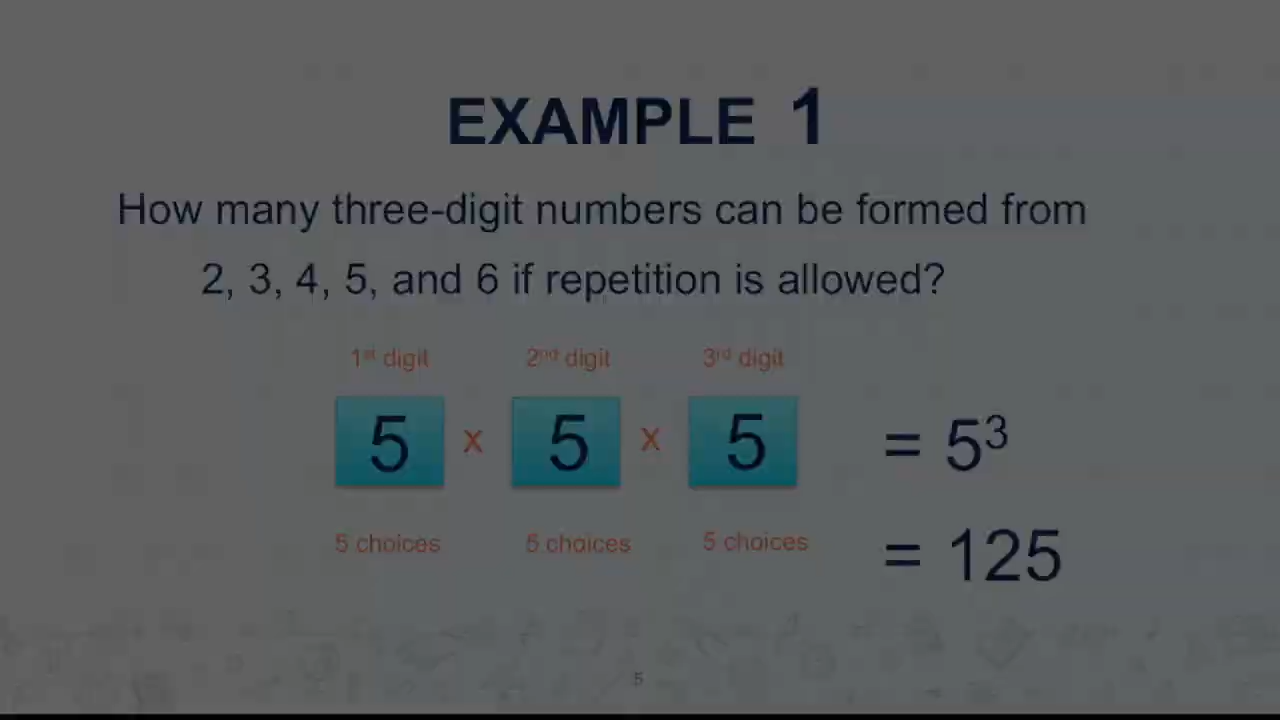 EXAMPLE 1
How many three-digit numbers can be formed from
2, 3, 4, 5, and 6 if repetition is allowed?
1st digit 2nd digit 3rd digit
5 x 5 x 5 = 5³
5 choices 5 choices 5 choices
= 125
5